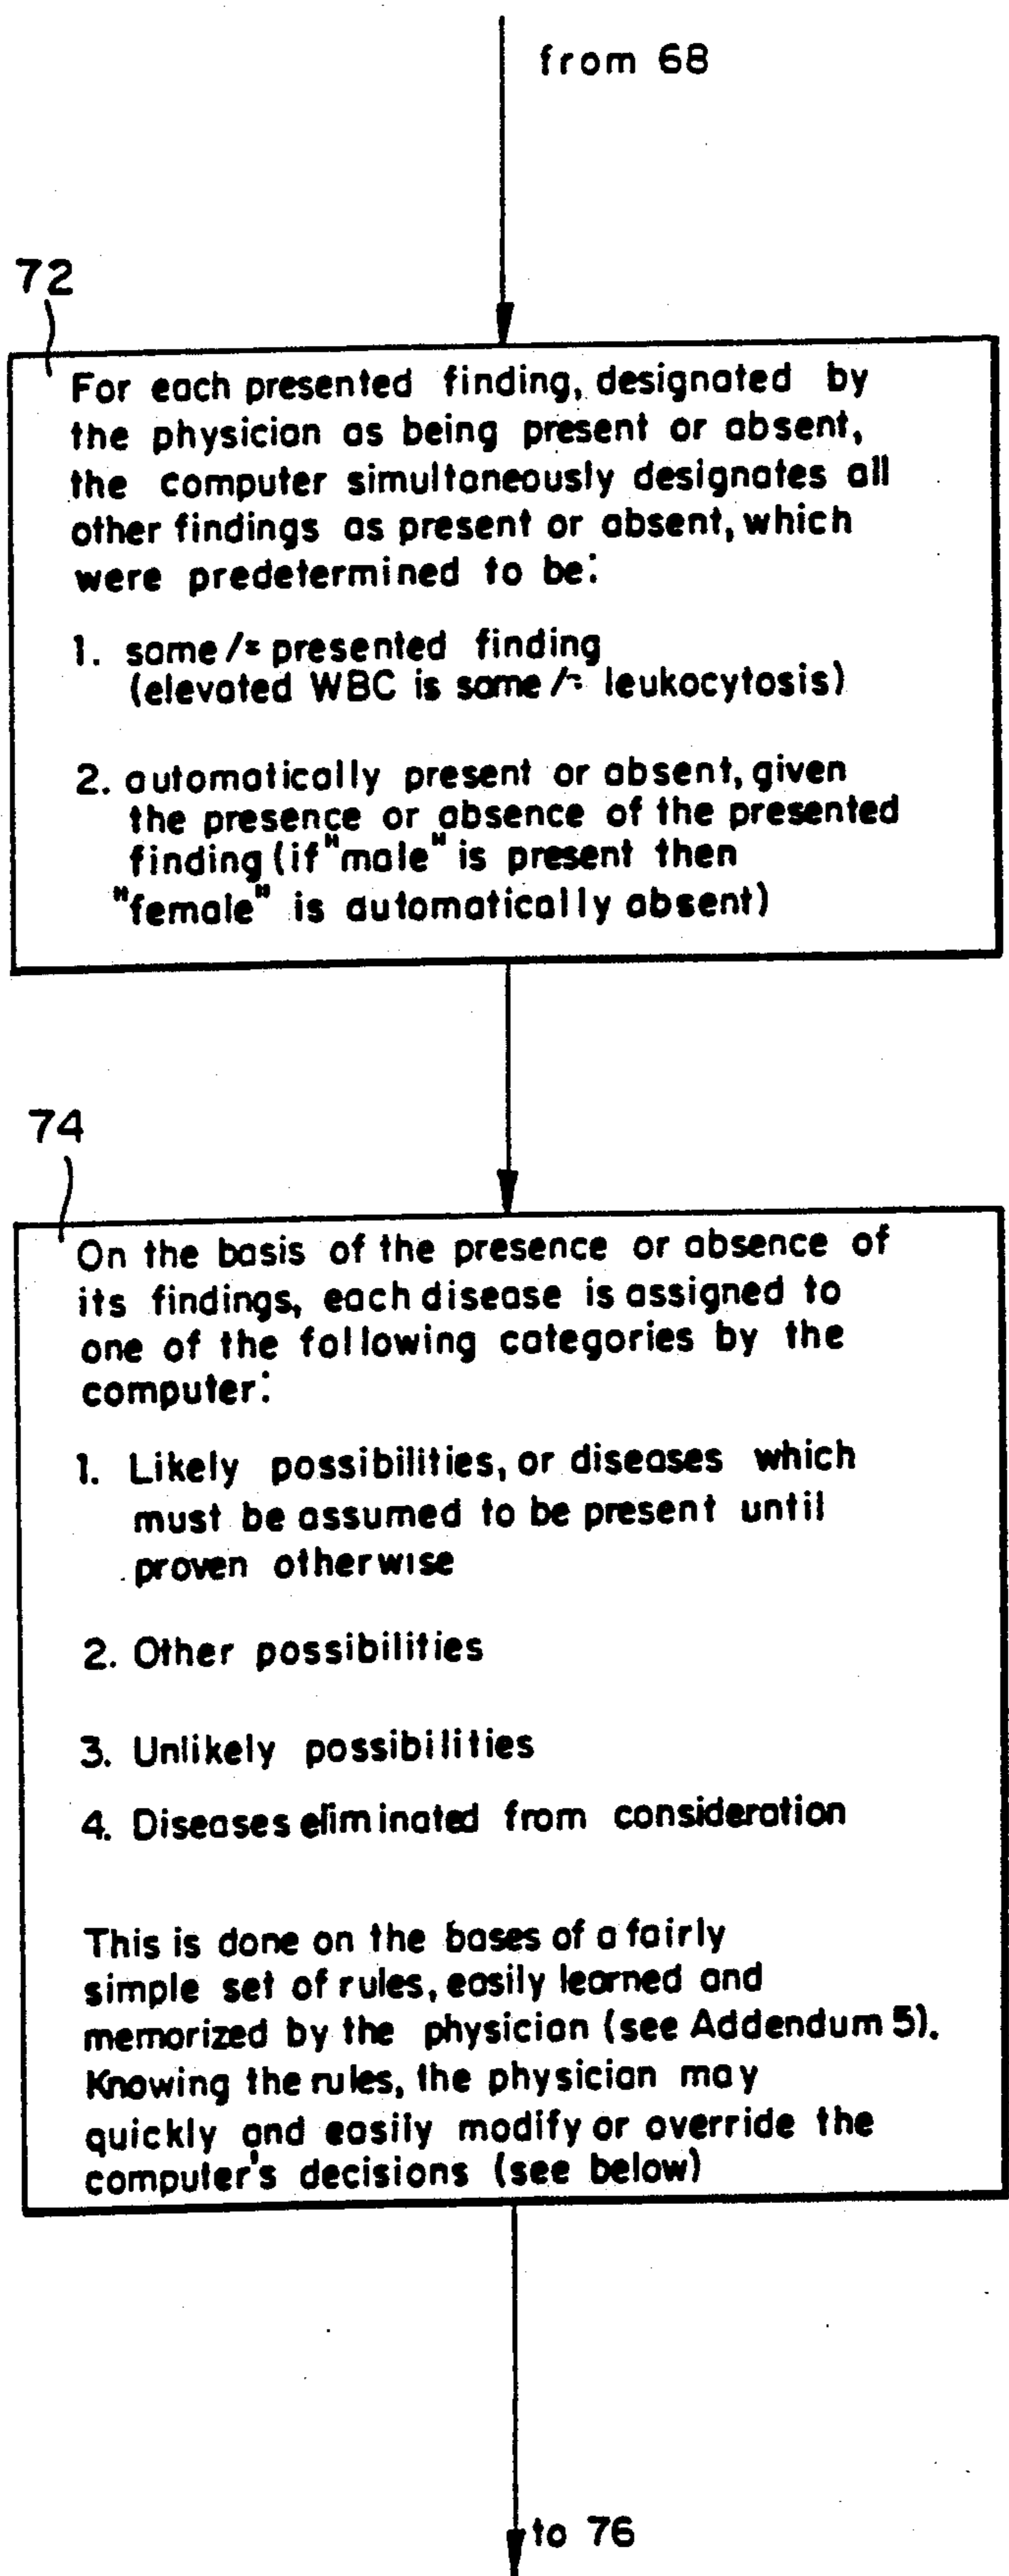 from 68
72
For each presented finding, designated by
the physician as being present or absent,
the computer simultaneously designates all
other findings as present or absent, which
were predetermined to be:
1. same /≈ presented finding
(elevated WBC is same /≈ leukocytosis)
2. automatically present or absent, given
the presence or absence of the presented
finding (if "male" is present then
"female" is automatically absent)
74
On the basis of the presence or absence of
its findings, each disease is assigned to
one of the following categories by the
computer:
1. Likely possibilities, or diseases which
must be assumed to be present until
proven otherwise
2. Other possibilities
3. Unlikely possibilities
4. Diseases eliminated from consideration
This is done on the bases of a fairly
simple set of rules, easily learned and
memorized by the physician (see Addendum 5).
Knowing the rules, the physician may
quickly and easily modify or override the
computer's decisions (see below)
to 76